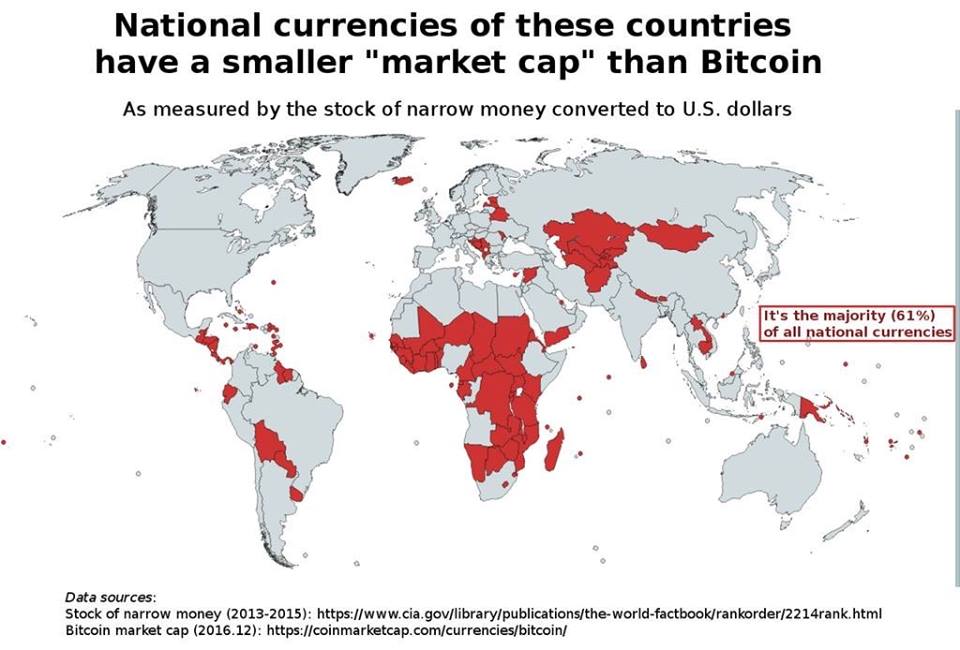 National currencies of these countries
have a smaller "market cap" than Bitcoin
As measured by the stock of narrow money converted to U.S. dollars
It's the majority (61%)
of all national currencies
Data sources:
Stock of narrow money (2013-2015): https://www.cia.gov/library/publications/the-world-factbook/rankorder/2214rank.html
Bitcoin market cap (2016.12): https://coinmarketcap.com/currencies/bitcoin/